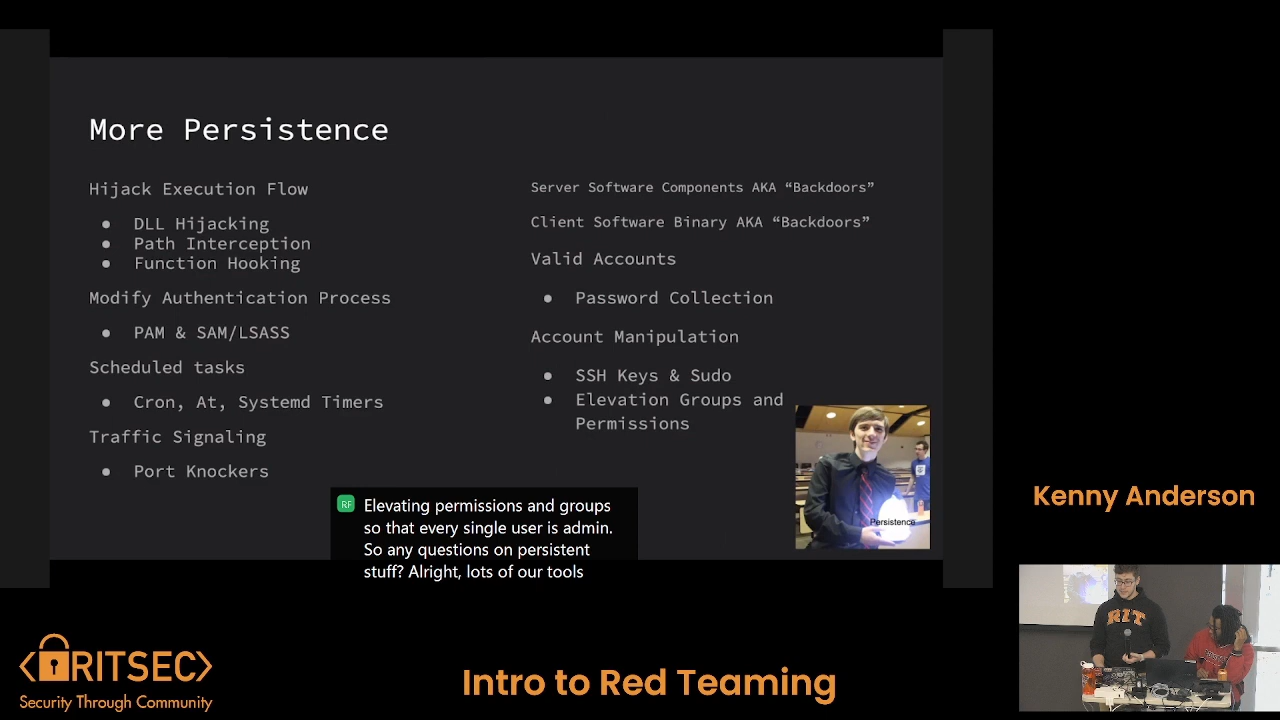 More Persistence
Hijack Execution Flow
● DLL Hijacking
● Path Interception
● Function Hooking
Modify Authentication Process
● PAM & SAM/LSASS
Scheduled tasks
● Cron, At, Systemd Timers
Traffic Signaling
● Port Knockers
Server Software Components AKA “Backdoors”
Client Software Binary AKA “Backdoors”
Valid Accounts
● Password Collection
Account Manipulation
● SSH Keys & Sudo
● Elevation Groups and
Permissions
Persistence
RF
Elevating permissions and groups
so that every single user is admin.
So any questions on persistent
stuff? Alright, lots of our tools
Kenny Anderson
RIT
<RITSEC>
Security Through Community
Intro to Red Teaming